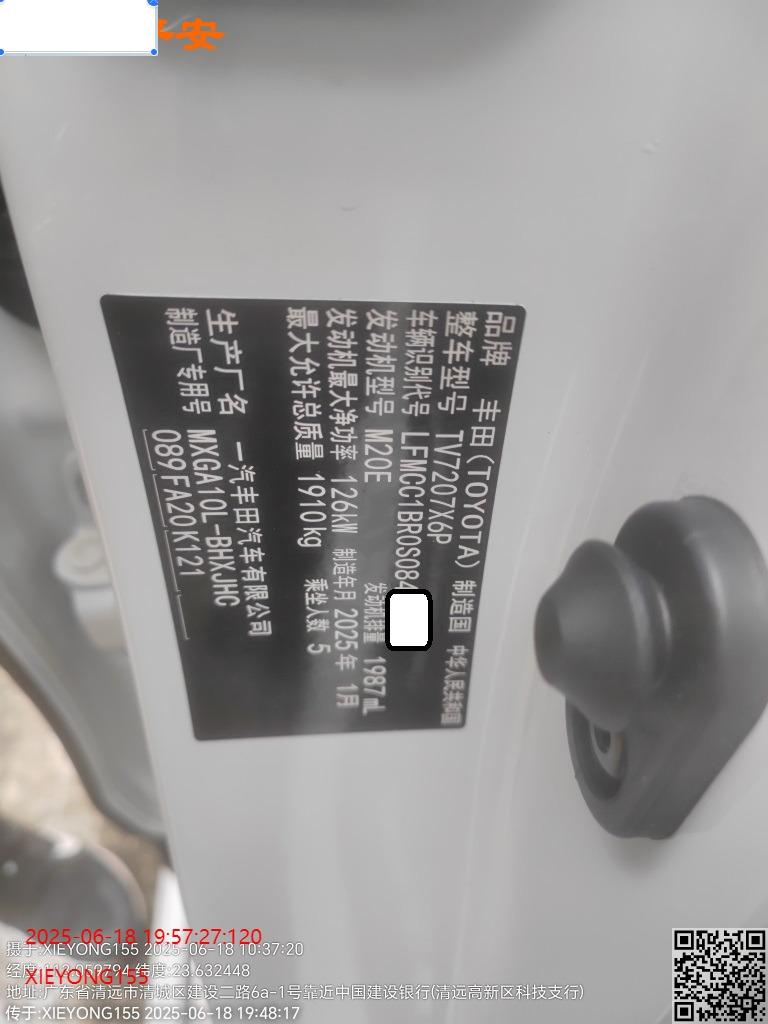 平安
品牌 丰田(TOYOTA) 制造国 中华人民共和国
整车型号 TV7207X6P
车辆识别代号 LFMCC1BR0S084
发动机型号 M20E 发动机排量 1987mL
发动机最大净功率 126kW 制造年月 2025年 1月
最大允许总质量 1910kg 乘坐人数 5
生产厂名 一汽丰田汽车有限公司
制造厂专用号 MXGA10L-BHXJHC
089FA20K121
2025-06-18 19:57:27:120
摄于:XIEYONG155 2025-06-18 10:37:20
纬度:23.632448
XIEYONG155
地址:广东省清远市清城区建设二路6a-1号靠近中国建设银行(清远高新区科技支行)
传于:XIEYONG155 2025-06-18 19:48:17